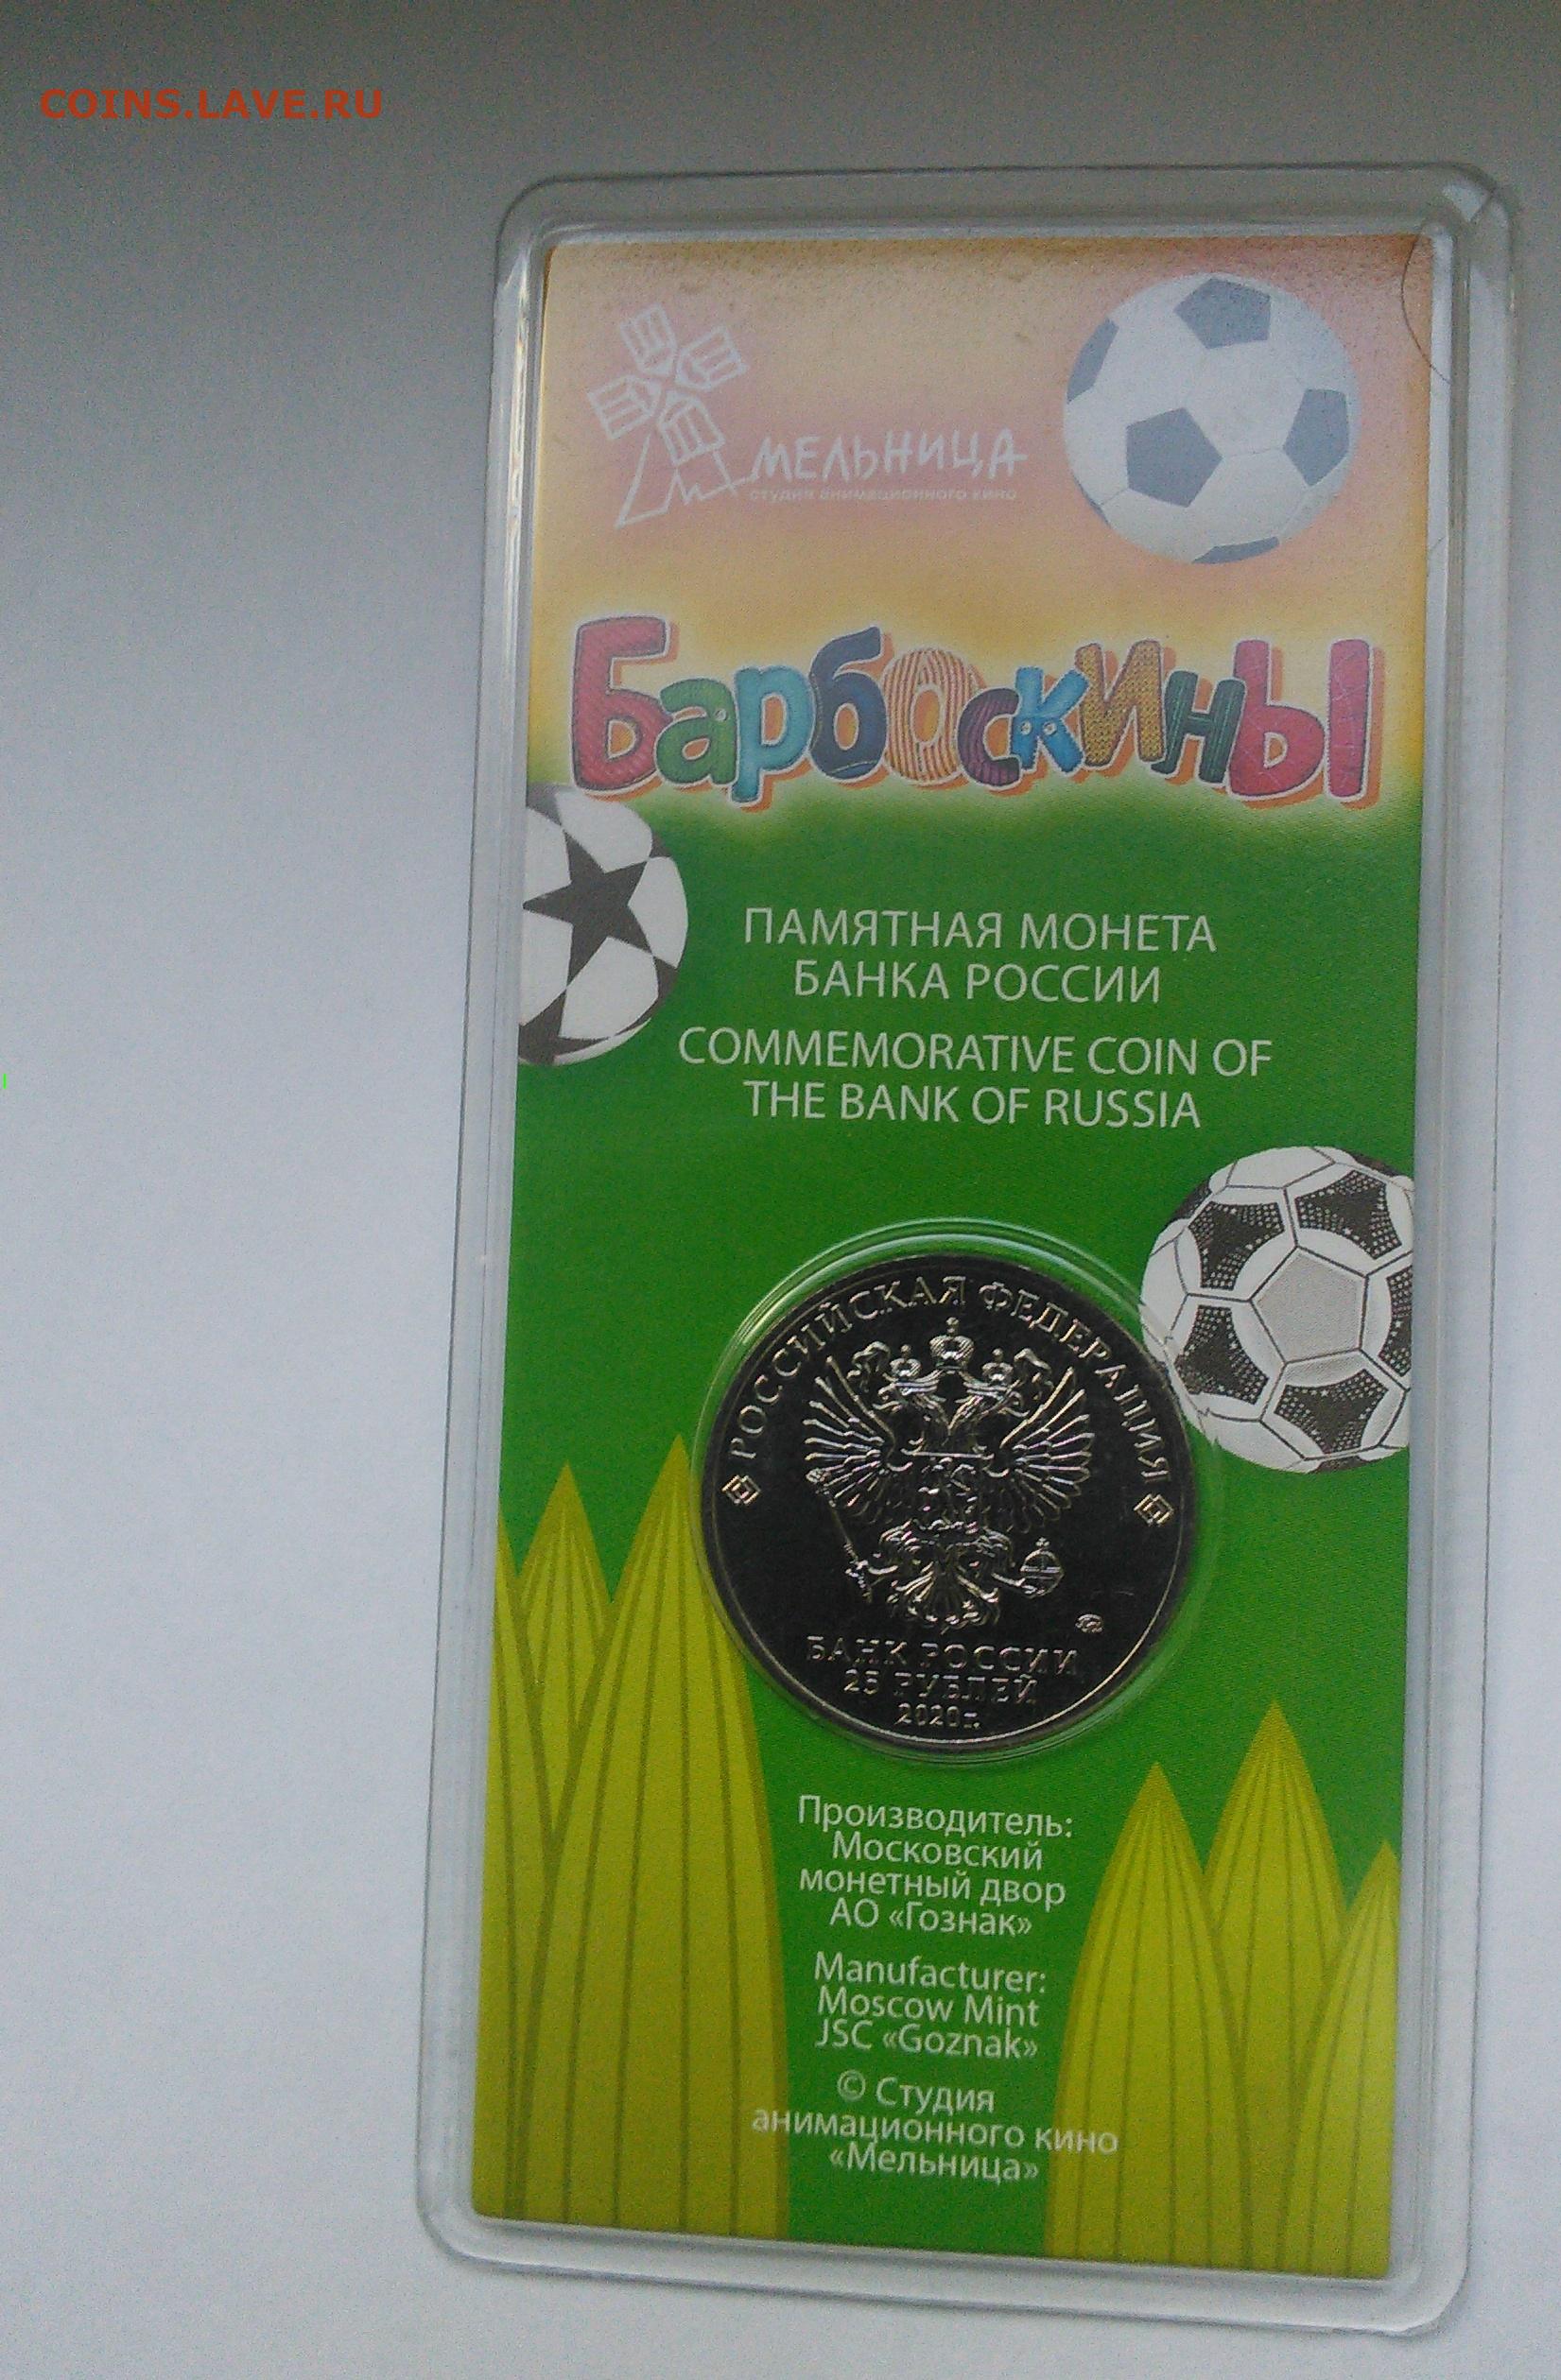 COINS.LAVE.RU
МЕЛЬНИЦА
студия анимационного кино
Барбоскины
ПАМЯТНАЯ МОНЕТА
БАНКА РОССИИ
COMMEMORATIVE COIN OF
THE BANK OF RUSSIA
РОССИЙСКАЯ ФЕДЕРАЦИЯ
БАНК РОССИИ
25 РУБЛЕЙ
2020 г.
Производитель:
Московский
монетный двор
АО «Гознак»
Manufacturer:
Moscow Mint
JSC «Goznak»
© Студия
анимационного кино
«Мельница»